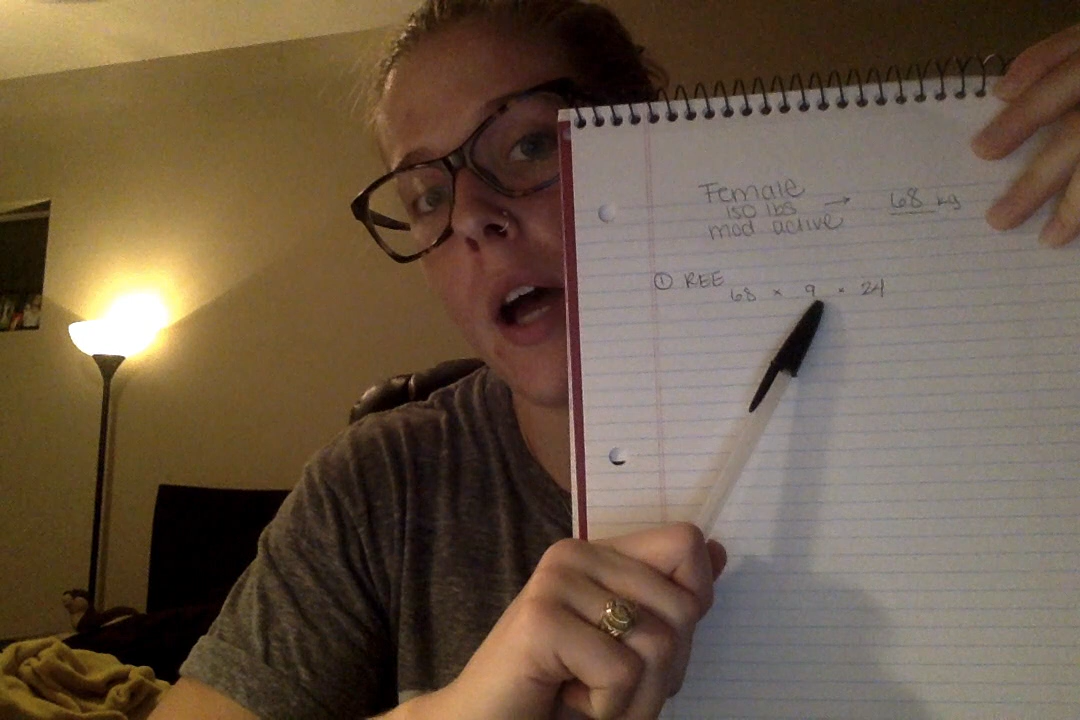 Female
150 lbs → 68 kg
mod active
① REE
68 × 9 × 24